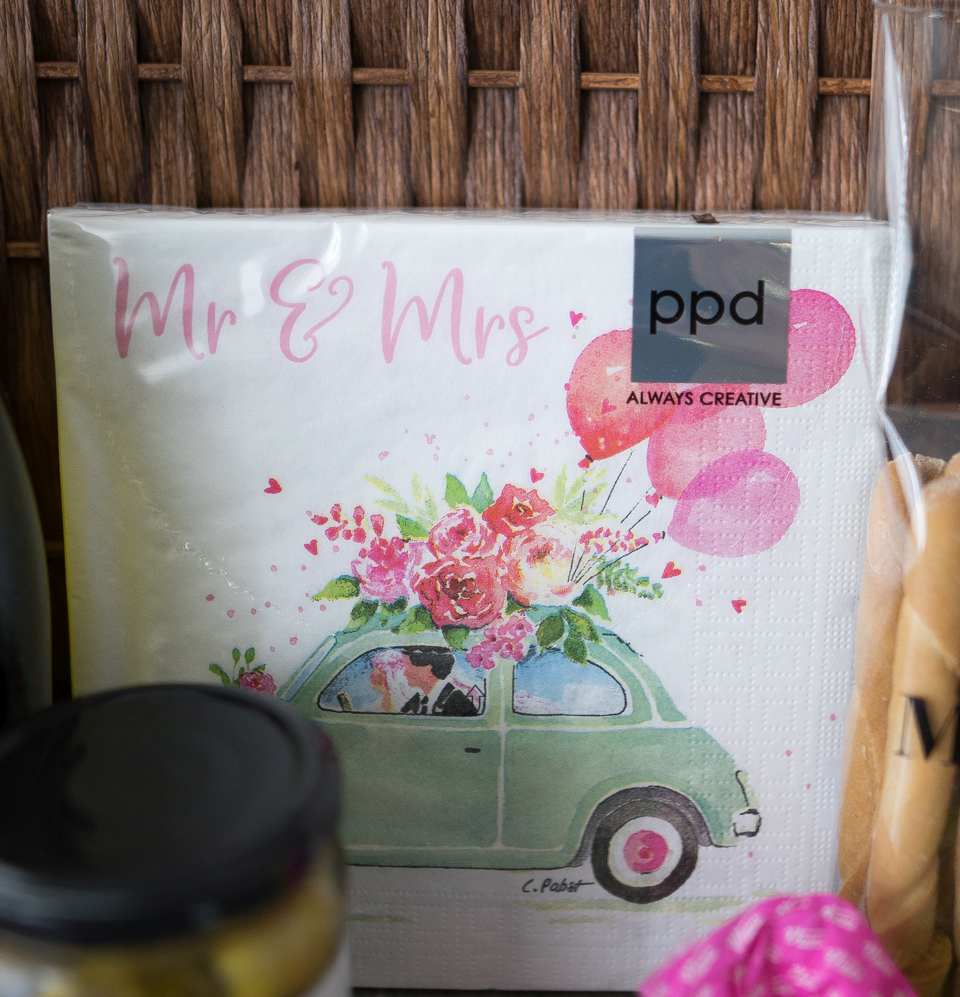 Mr & Mrs
ppd
ALWAYS CREATIVE
C. Pabst
M